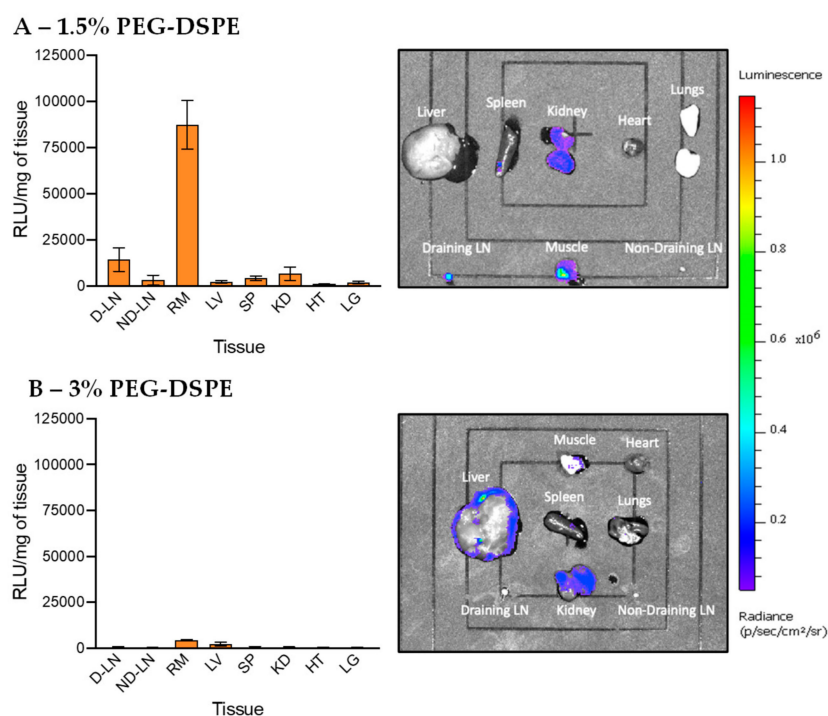 A – 1.5% PEG-DSPE
125000
100000
75000
50000
25000
0
RLU/mg of tissue
D-LN
ND-LN
RM
LV
SP
KD
HT
LG
Tissue
Liver
Spleen
Kidney
Heart
Lungs
Draining LN
Muscle
Non-Draining LN
Luminescence
1.0
0.8
0.6
x10⁶
0.4
0.2
Radiance
(p/sec/cm²/sr)
B – 3% PEG-DSPE
125000
100000
75000
50000
25000
0
RLU/mg of tissue
D-LN
ND-LN
RM
LV
SP
KD
HT
LG
Tissue
Muscle
Heart
Liver
Spleen
Lungs
Draining LN
Kidney
Non-Draining LN